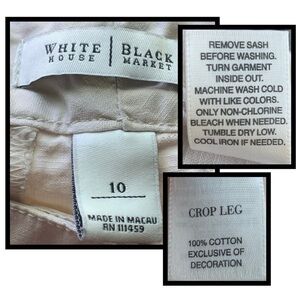 WHITE | BLACK
HOUSE | MARKET
10
MADE IN MACAU
RN 111459
REMOVE SASH
BEFORE WASHING.
TURN GARMENT
INSIDE OUT.
MACHINE WASH COLD
WITH LIKE COLORS.
ONLY NON-CHLORINE
BLEACH WHEN NEEDED.
TUMBLE DRY LOW.
COOL IRON IF NEEDED.
CROP LEG
100% COTTON
EXCLUSIVE OF
DECORATION